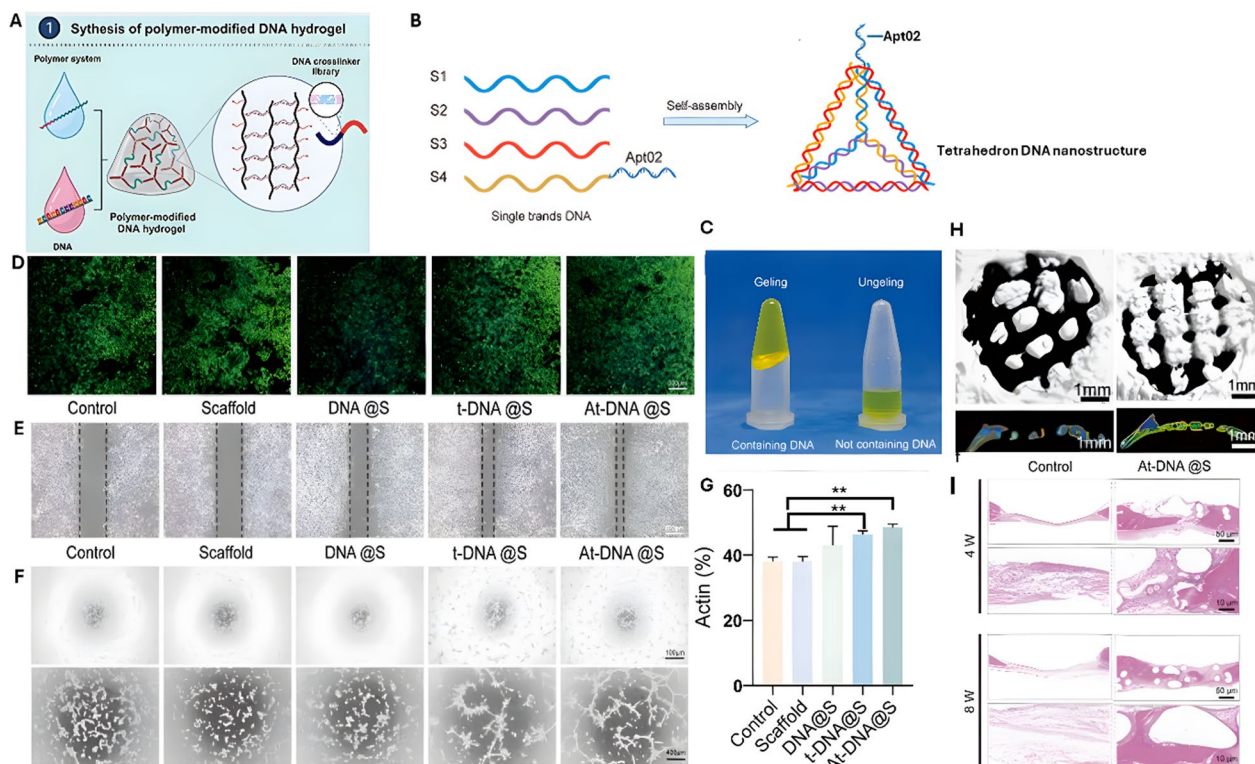 A
1 Sythesis of polymer-modified DNA hydrogel
Polymer system
DNA crosslinker
library
Polymer-modified
DNA hydrogel
DNA
B
S1
S2
S3
S4
Apt02
Single trands DNA
Self-assembly
Apt02
Tetrahedron DNA nanostructure
C
Geling
Ungeling
Containing DNA
Not containing DNA
D
Control
Scaffold
DNA @S
t-DNA @S
At-DNA @S
E
Control
Scaffold
DNA @S
t-DNA @S
At-DNA @S
F
100μm
400μm
G
Actin (%)
60
40
20
0
**
**
Control
Scaffold
DNA@S
t-DNA@S
At-DNA@S
H
1mm
1mm
1mm
1mm
Control
At-DNA @S
I
4 W
50 μm
10 μm
8 W
50 μm
10 μm